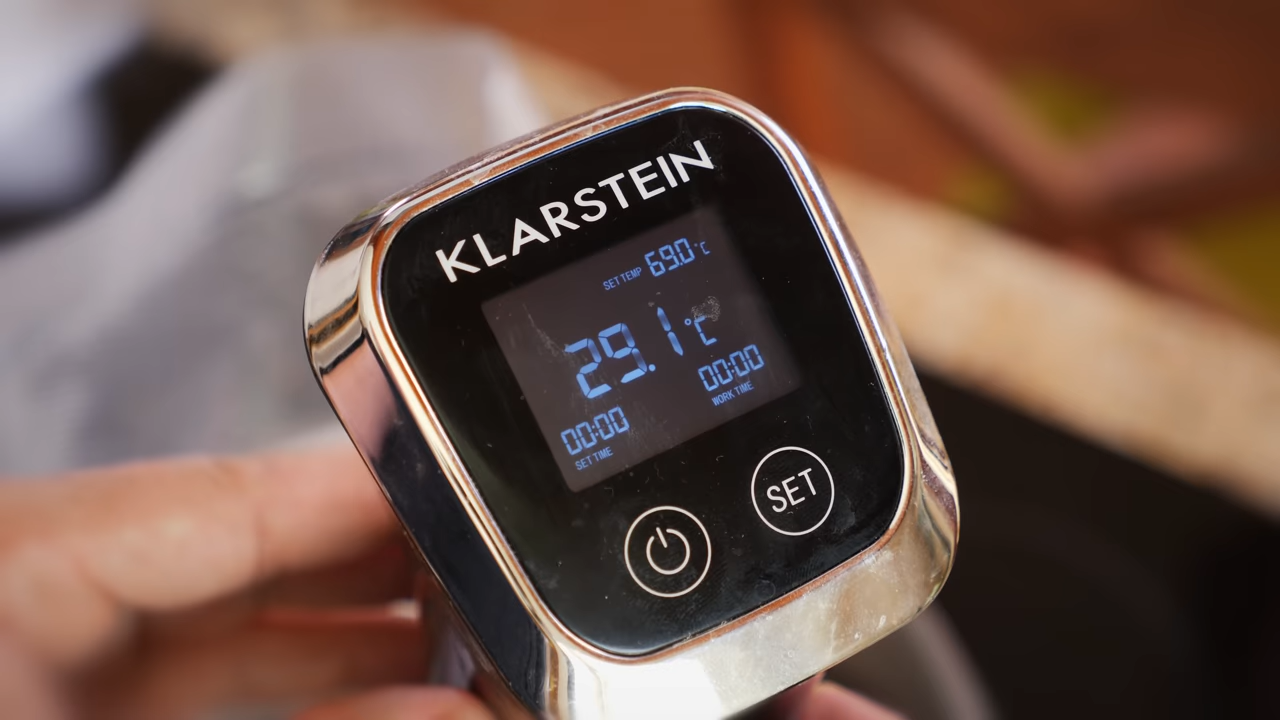 KLARSTEIN
SET TEMP 69.0 °C
29.1 °C
00:00 00:00
SET TIME WORK TIME
SET